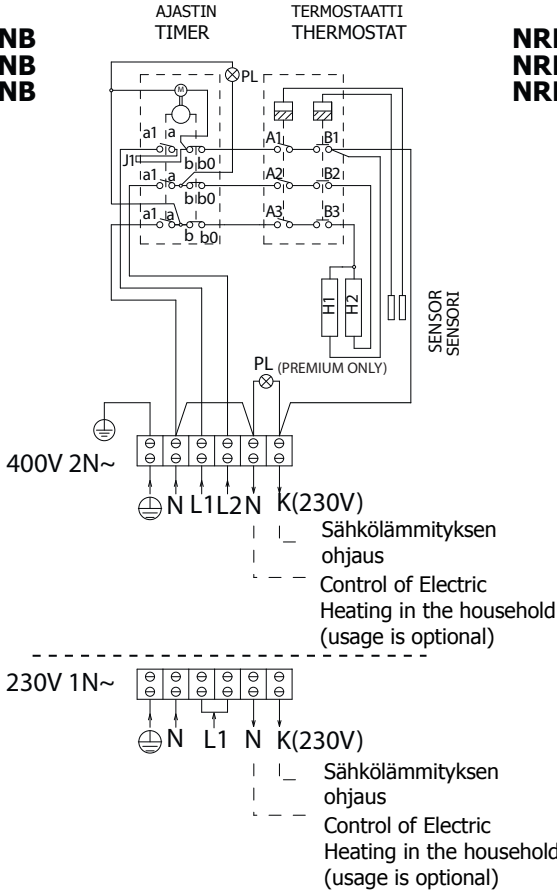 AJASTIN
TIMER
TERMOSTAATTI
THERMOSTAT
NB
NB
NB
NRI
NRI
NRI
PL
M
a1 a
A1
B1
J1
b b0
a1 a
A2
B2
b b0
a1 a
A3
B3
b b0
H1
H2
SENSOR
SENSORI
PL (PREMIUM ONLY)
400V 2N~
N L1 L2 N K(230V)
Sähkölämmityksen
ohjaus
Control of Electric
Heating in the household
(usage is optional)
230V 1N~
N L1 N K(230V)
Sähkölämmityksen
ohjaus
Control of Electric
Heating in the household
(usage is optional)